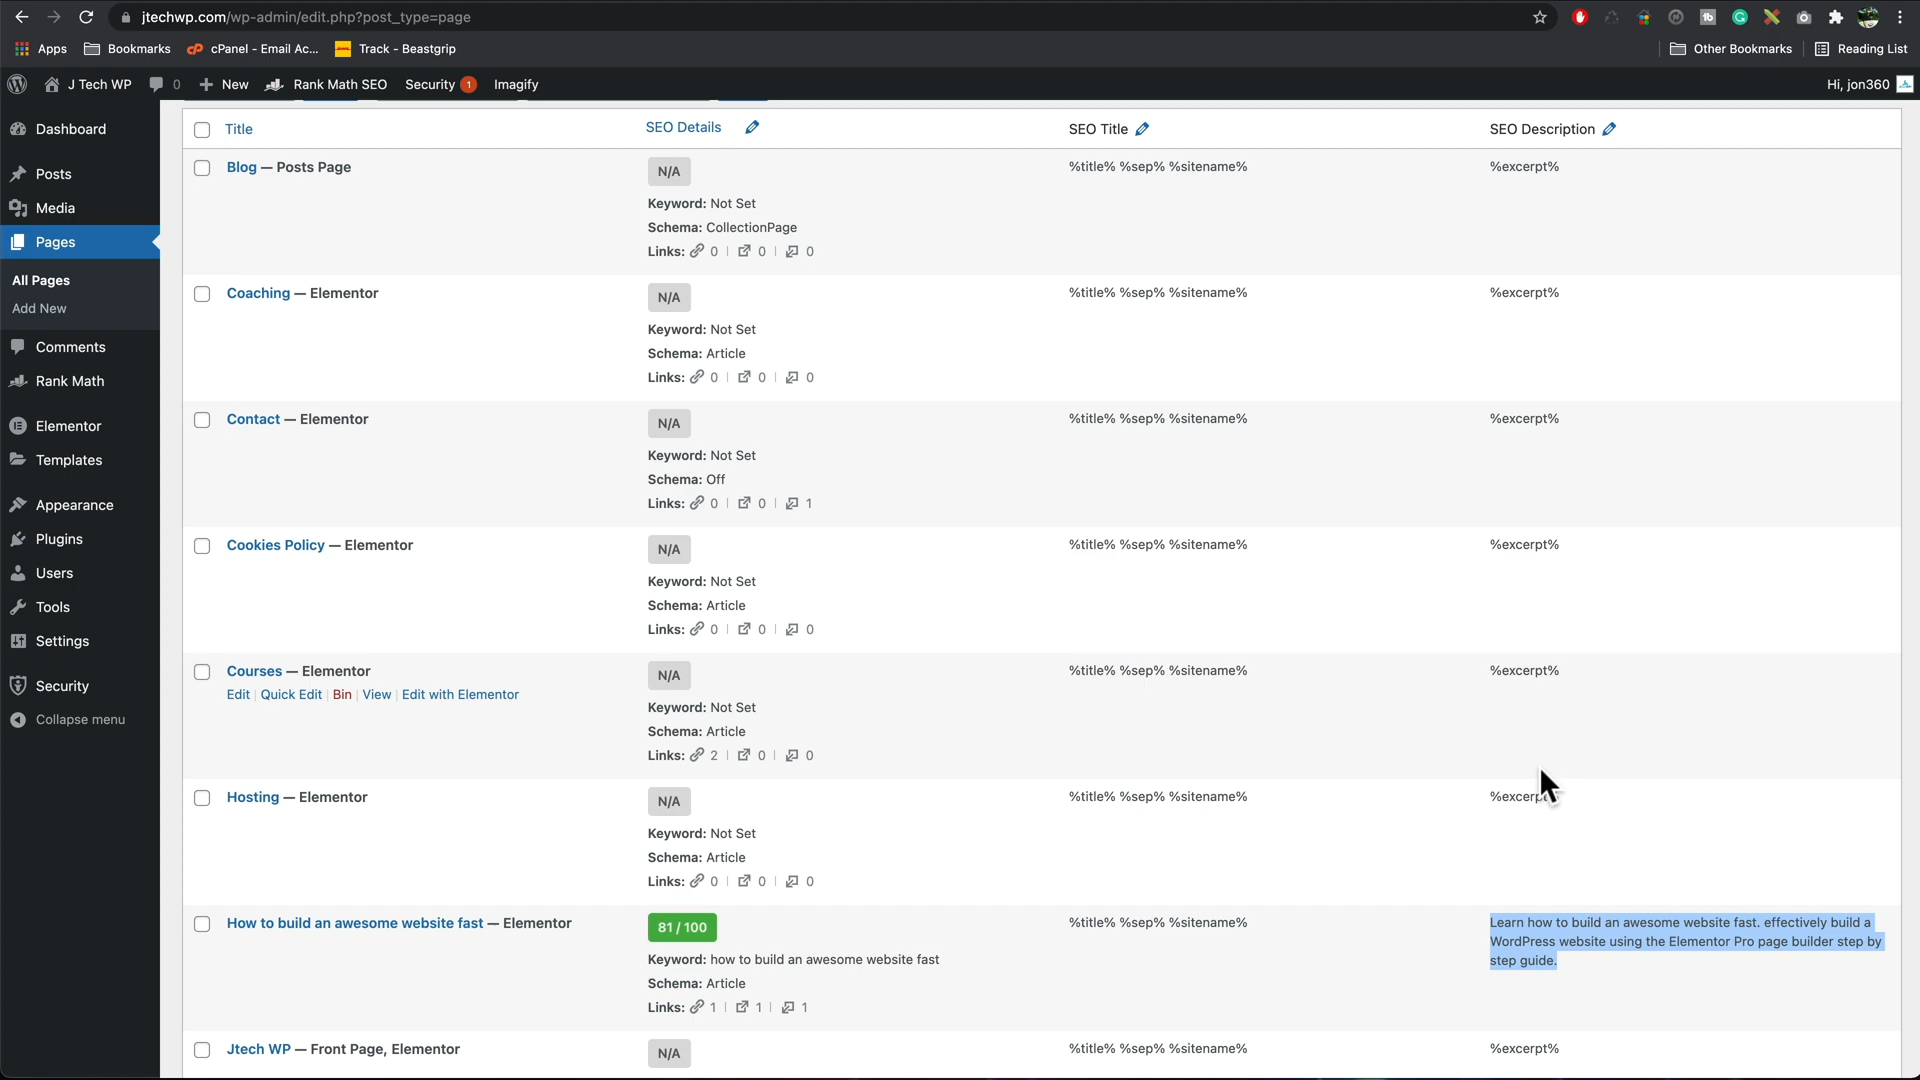 jtechwp.com/wp-admin/edit.php?post_type=page
Apps
Bookmarks
cPanel - Email Ac...
Track - Beastgrip
Other Bookmarks
Reading List
J Tech WP
0
New
Rank Math SEO
Security 1
Imagify
Hi, jon360
Dashboard
Posts
Media
Pages
All Pages
Add New
Comments
Rank Math
Elementor
Templates
Appearance
Plugins
Users
Tools
Settings
Security
Collapse menu
Title
SEO Details
SEO Title
SEO Description
Blog — Posts Page
N/A
Keyword: Not Set
Schema: CollectionPage
Links: 0 | 0 | 0
%title% %sep% %sitename%
%excerpt%
Coaching — Elementor
N/A
Keyword: Not Set
Schema: Article
Links: 0 | 0 | 0
%title% %sep% %sitename%
%excerpt%
Contact — Elementor
N/A
Keyword: Not Set
Schema: Off
Links: 0 | 0 | 1
%title% %sep% %sitename%
%excerpt%
Cookies Policy — Elementor
N/A
Keyword: Not Set
Schema: Article
Links: 0 | 0 | 0
%title% %sep% %sitename%
%excerpt%
Courses — Elementor
Edit | Quick Edit | Bin | View | Edit with Elementor
N/A
Keyword: Not Set
Schema: Article
Links: 2 | 0 | 0
%title% %sep% %sitename%
%excerpt%
Hosting — Elementor
N/A
Keyword: Not Set
Schema: Article
Links: 0 | 0 | 0
%title% %sep% %sitename%
How to build an awesome website fast — Elementor
81 / 100
Keyword: how to build an awesome website fast
Schema: Article
Links: 1 | 1 | 1
%title% %sep% %sitename%
Learn how to build an awesome website fast. effectively build a
WordPress website using the Elementor Pro page builder step by
step guide.
Jtech WP — Front Page, Elementor
N/A
%title% %sep% %sitename%
%excerpt%